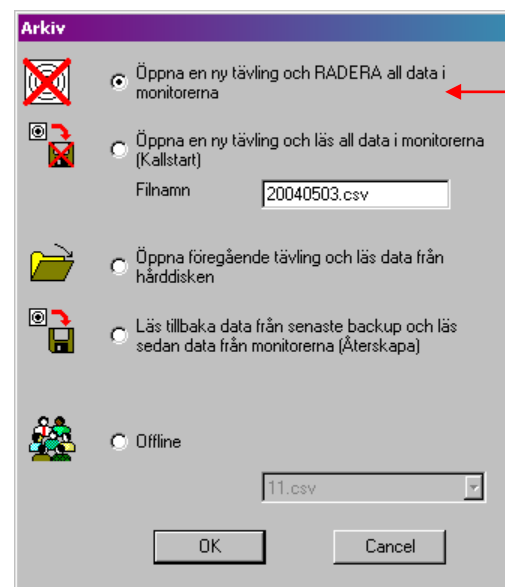 Arkiv
Öppna en ny tävling och RADERA all data i
monitorerna
Öppna en ny tävling och läs all data i monitorerna
(Kallstart)
Filnamn
20040503.csv
Öppna föregående tävling och läs data från
hårddisken
Läs tillbaka data från senaste backup och läs
sedan data från monitorerna (Återskapa)
Offline
11.csv
OK
Cancel